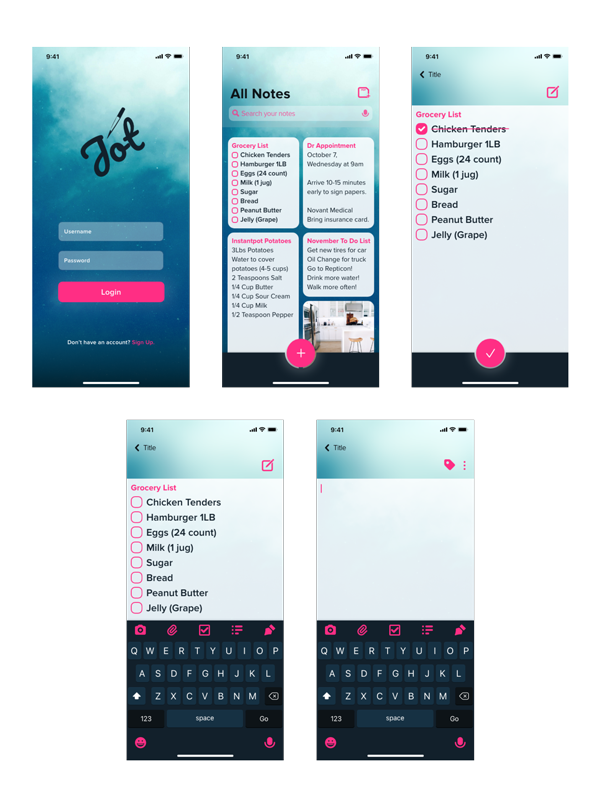 9:41
Jot
Username
Password
Login
Don't have an account? Sign Up
9:41
All Notes
Search your notes
Grocery List
Chicken Tenders
Hamburger 1LB
Eggs (24 count)
Milk (1 jug)
Sugar
Bread
Peanut Butter
Jelly (Grape)
Dr Appointment
October 7,
Wednesday at 9am
Arrive 10-15 minutes
early to sign papers.
Novant Medical
Bring insurance card.
Instantpot Potatoes
3Lbs Potatoes
Water to cover
potatoes (4-5 cups)
2 Teaspoons Salt
1/4 Cup Butter
1/4 Cup Sour Cream
1/4 Cup Milk
1/2 Teaspoon Pepper
November To Do List
Get new tires for car
Oil Change for truck
Go to Repticon!
Drink more water!
Walk more often!
9:41
Title
Grocery List
Chicken Tenders
Hamburger 1LB
Eggs (24 count)
Milk (1 jug)
Sugar
Bread
Peanut Butter
Jelly (Grape)
9:41
Title
Grocery List
Chicken Tenders
Hamburger 1LB
Eggs (24 count)
Milk (1 jug)
Sugar
Bread
Peanut Butter
Jelly (Grape)
Q W E R T Y U I O P
A S D F G H J K L
Z X C V B N M
123 space Go
9:41
Title
Q W E R T Y U I O P
A S D F G H J K L
Z X C V B N M
123 space Go